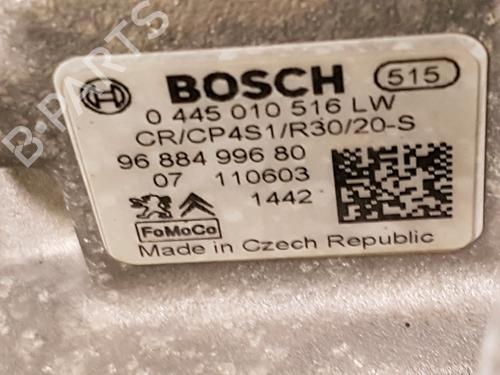 B-PARTS
BOSCH 515
0 445 010 516 LW
CR/CP4S1/R30/20-S
96 884 996 80
07 110603
1442
FoMoCo
Made in Czech Republic